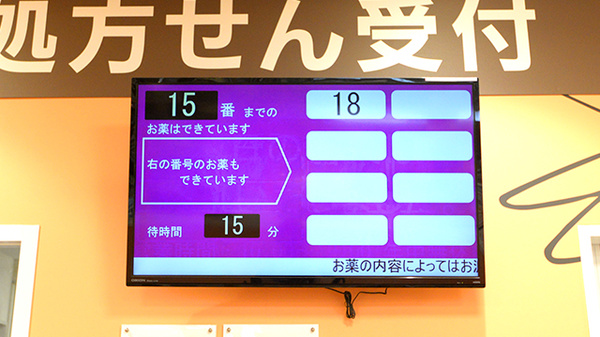 処方せん受付
15 番 までの
お薬はできています
右の番号のお薬も
できています
18
待時間 15 分
お薬の内容によってはお